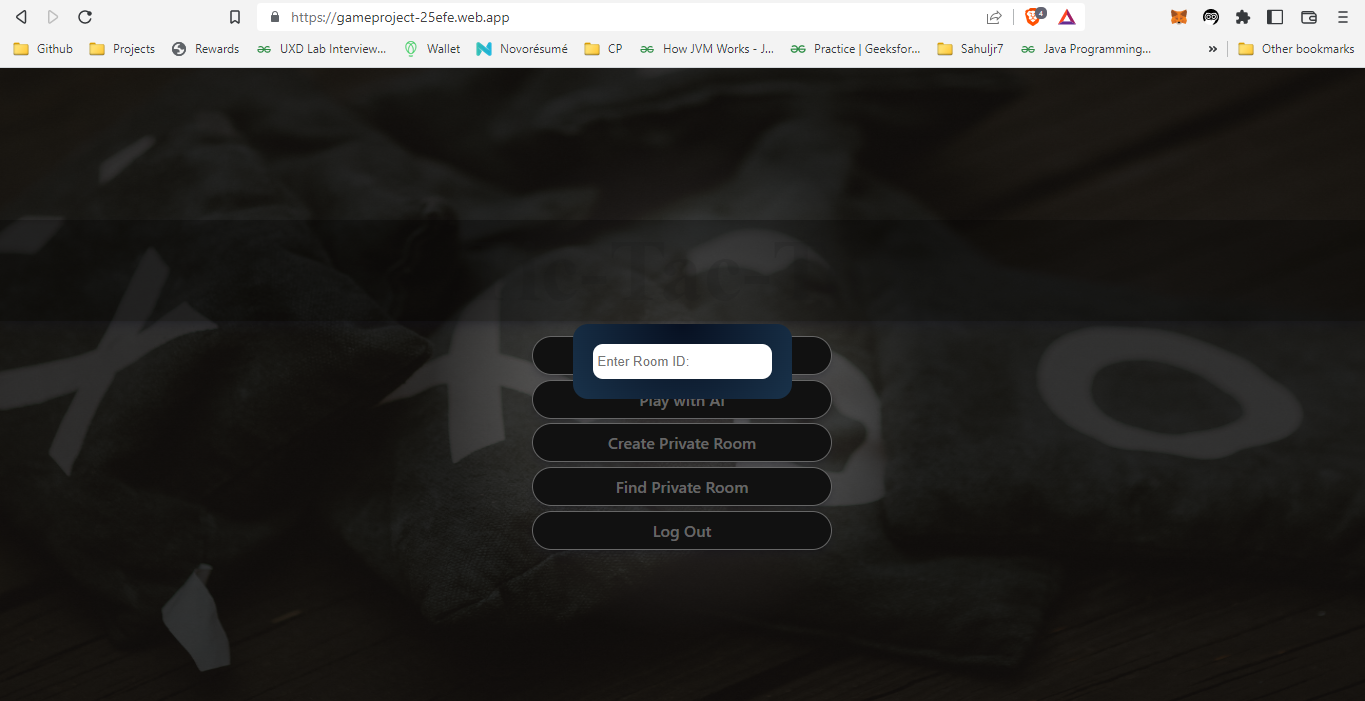 https://gameproject-25efe.web.app
4
Github Projects Rewards UXD Lab Interview... Wallet Novorésumé CP How JVM Works - J... Practice | Geeksfor... Sahuljr7 Java Programming... » Other bookmarks
Enter Room ID:
Play with AI
Create Private Room
Find Private Room
Log Out